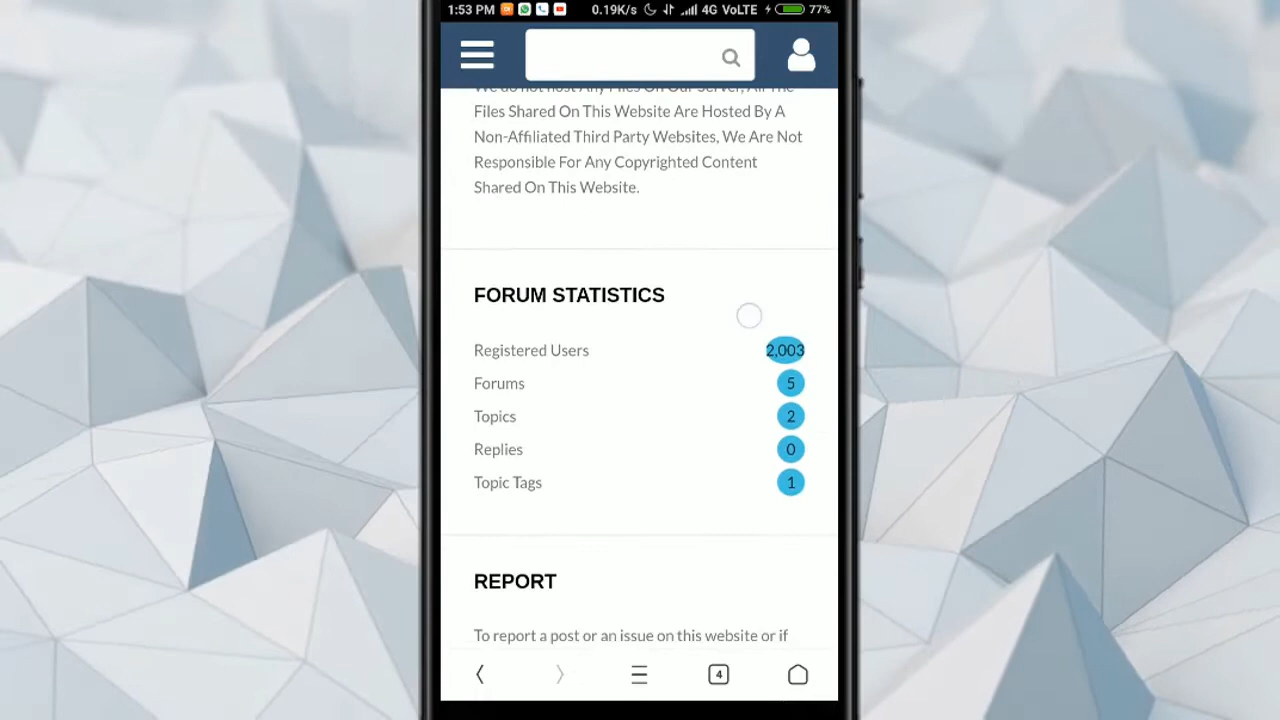 1:53 PM 0.19K/s 4G VoLTE 77%
We do not host Any Files On Our Server, All The
Files Shared On This Website Are Hosted By A
Non-Affiliated Third Party Websites, We Are Not
Responsible For Any Copyrighted Content
Shared On This Website.
FORUM STATISTICS
Registered Users 2,003
Forums 5
Topics 2
Replies 0
Topic Tags 1
REPORT
To report a post or an issue on this website or if
4